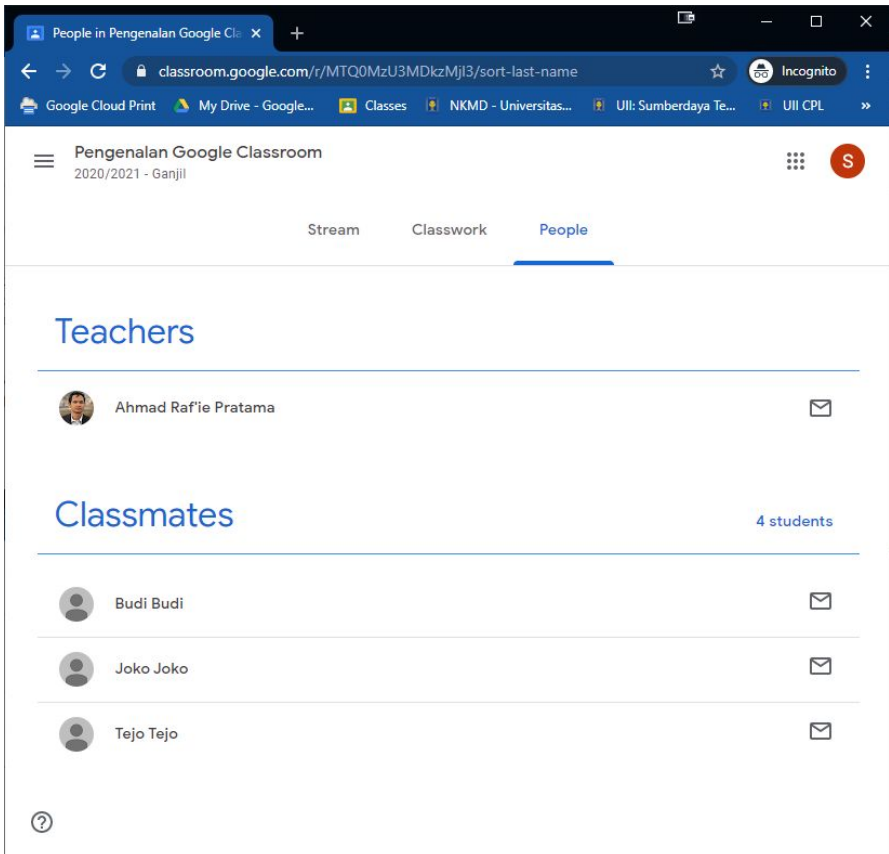 People in Pengenalan Google Cla
classroom.google.com/r/MTQ0MzU3MDkzMjI3/sort-last-name
Incognito
Google Cloud Print My Drive - Google... Classes NKMD - Universitas... UII: Sumberdaya Te... UII CPL »
Pengenalan Google Classroom
2020/2021 - Ganjil
S
Stream Classwork People
Teachers
Ahmad Raf'ie Pratama
Classmates 4 students
Budi Budi
Joko Joko
Tejo Tejo